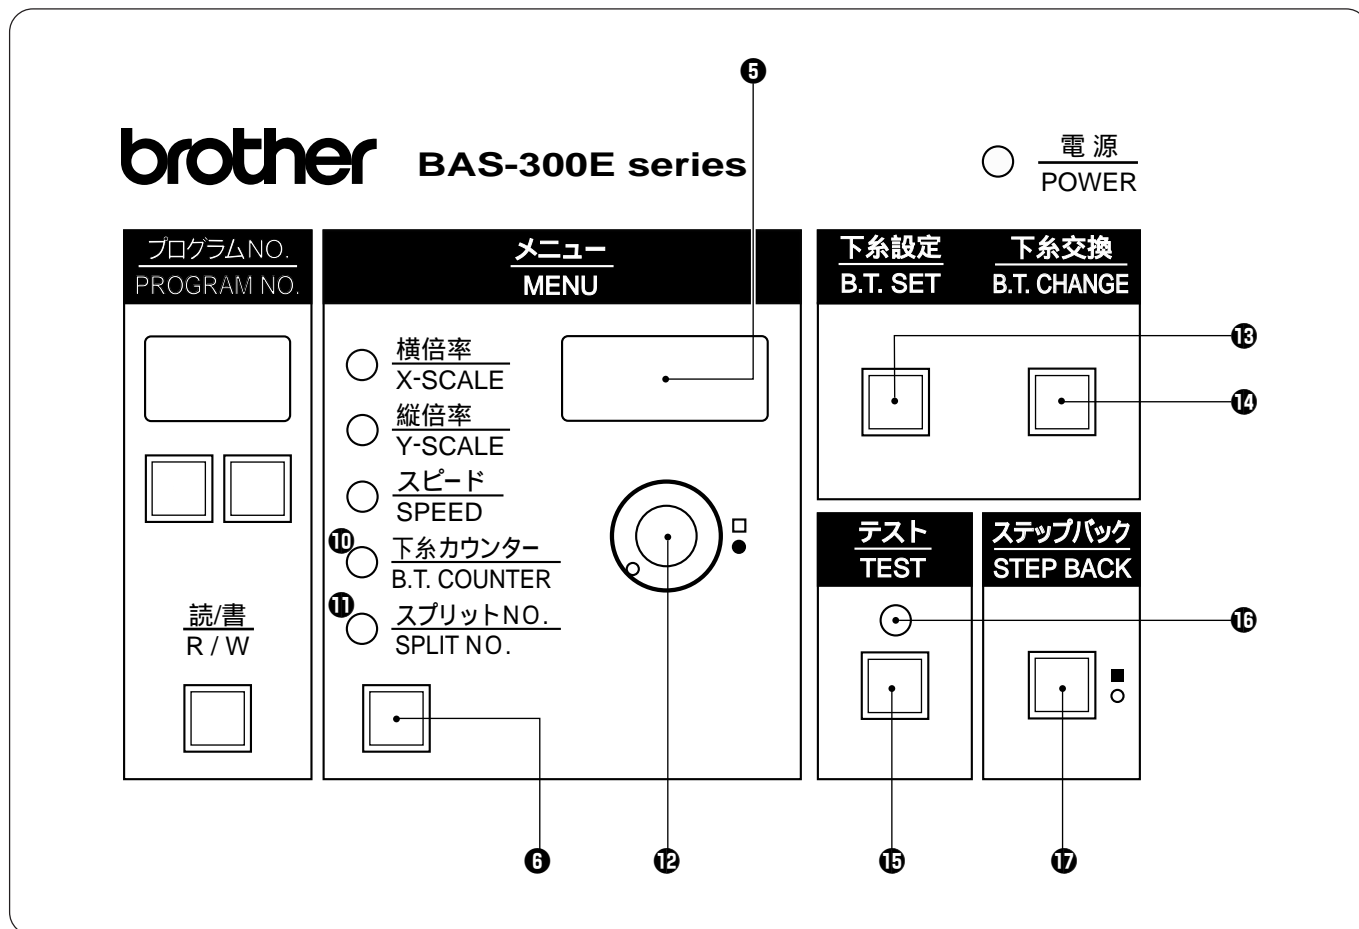 ❺
brother BAS-300E series
電源
POWER
プログラムNO.
PROGRAM NO.
メニュー
MENU
下糸設定
B.T. SET
下糸交換
B.T. CHANGE
横倍率
X-SCALE
⓭
縦倍率
Y-SCALE
⓮
スピード
SPEED
❿
下糸カウンター
B.T. COUNTER
⓫
スプリットNO.
SPLIT NO.
読/書
R / W
テスト
TEST
ステップバック
STEP BACK
⓰
❻
⓬
⓯
⓱